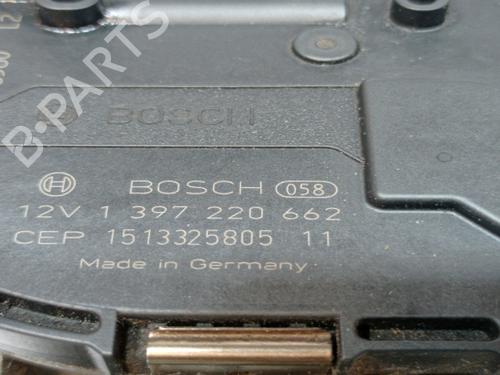 B-PARTS
BOSCH
BOSCH 058
12V 1 397 220 662
CEP 1513325805 11
Made in Germany